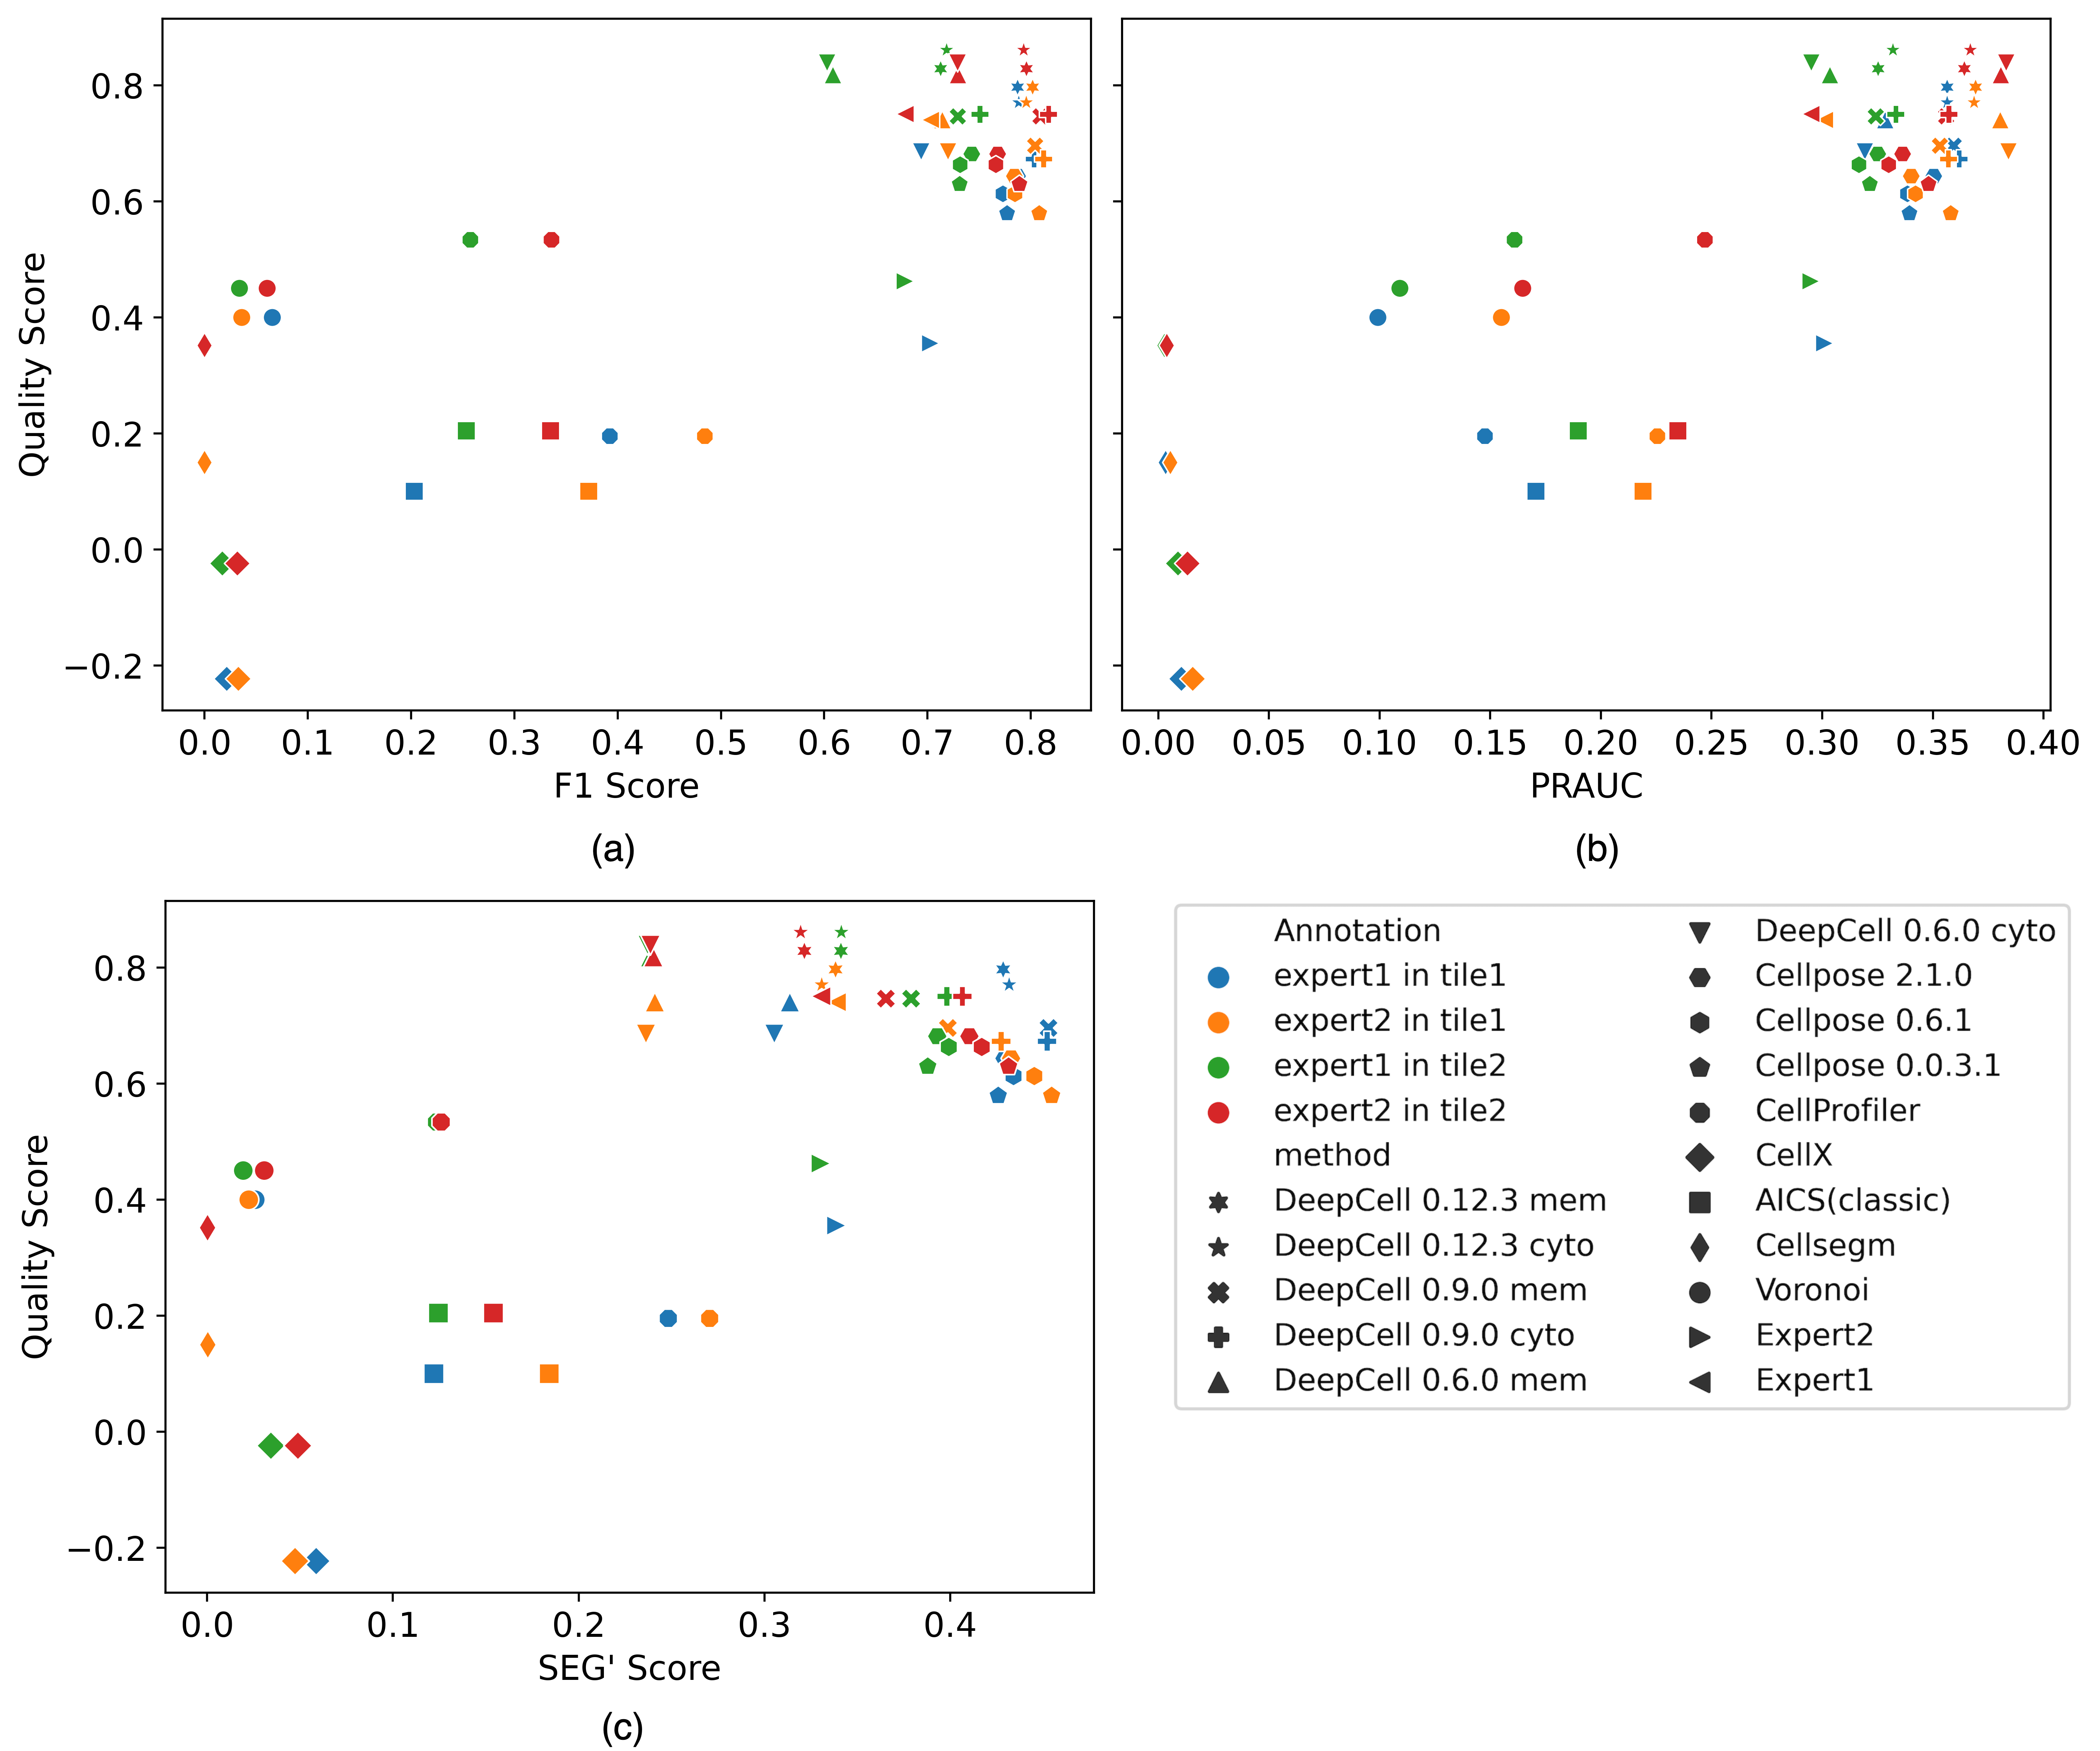 Quality Score
0.8
0.6
0.4
0.2
0.0
−0.2
0.0 0.1 0.2 0.3 0.4 0.5 0.6 0.7 0.8
F1 Score
(a)
0.00 0.05 0.10 0.15 0.20 0.25 0.30 0.35 0.40
PRAUC
(b)
Quality Score
0.8
0.6
0.4
0.2
0.0
−0.2
0.0 0.1 0.2 0.3 0.4
SEG' Score
(c)
Annotation
expert1 in tile1
expert2 in tile1
expert1 in tile2
expert2 in tile2
method
DeepCell 0.12.3 mem
DeepCell 0.12.3 cyto
DeepCell 0.9.0 mem
DeepCell 0.9.0 cyto
DeepCell 0.6.0 mem
DeepCell 0.6.0 cyto
Cellpose 2.1.0
Cellpose 0.6.1
Cellpose 0.0.3.1
CellProfiler
CellX
AICS(classic)
Cellsegm
Voronoi
Expert2
Expert1